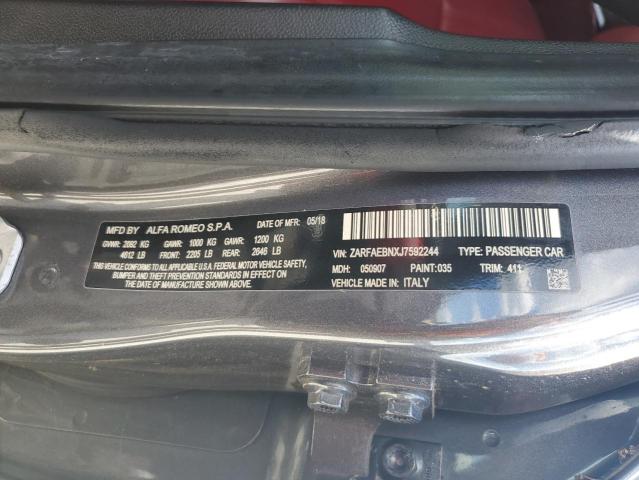 MFD BY ALFA ROMEO S.P.A. DATE OF MFR 05/18
GVWR: 2092 KG GAWR: 1000 KG GAWR: 1200 KG
4612 LB FRONT: 2205 LB REAR: 2646 LB
THIS CONFORMS TO ALL APPLICABLE U.S.A. FEDERAL MOTOR VEHICLE SAFETY,
BUMPER AND THEFT PREVENTION STANDARDS IN EFFECT ON
THE DATE OF MANUFACTURE SHOWN ABOVE
VIN: ZARFAEBNXJ7592244 TYPE: PASSENGER CAR
MDH: 050907 PAINT: 035 TRIM: 411
VEHICLE MADE IN: ITALY